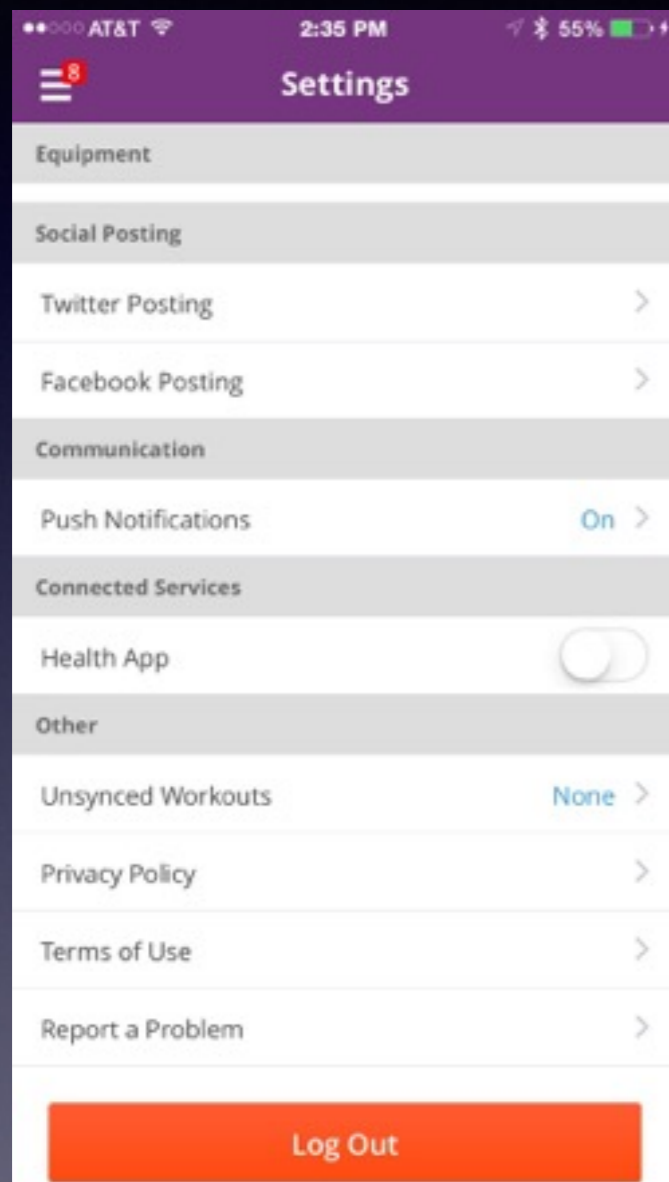 AT&T 2:35 PM 55%
8 Settings
Equipment
Social Posting
Twitter Posting
Facebook Posting
Communication
Push Notifications On
Connected Services
Health App
Other
Unsynced Workouts None
Privacy Policy
Terms of Use
Report a Problem
Log Out